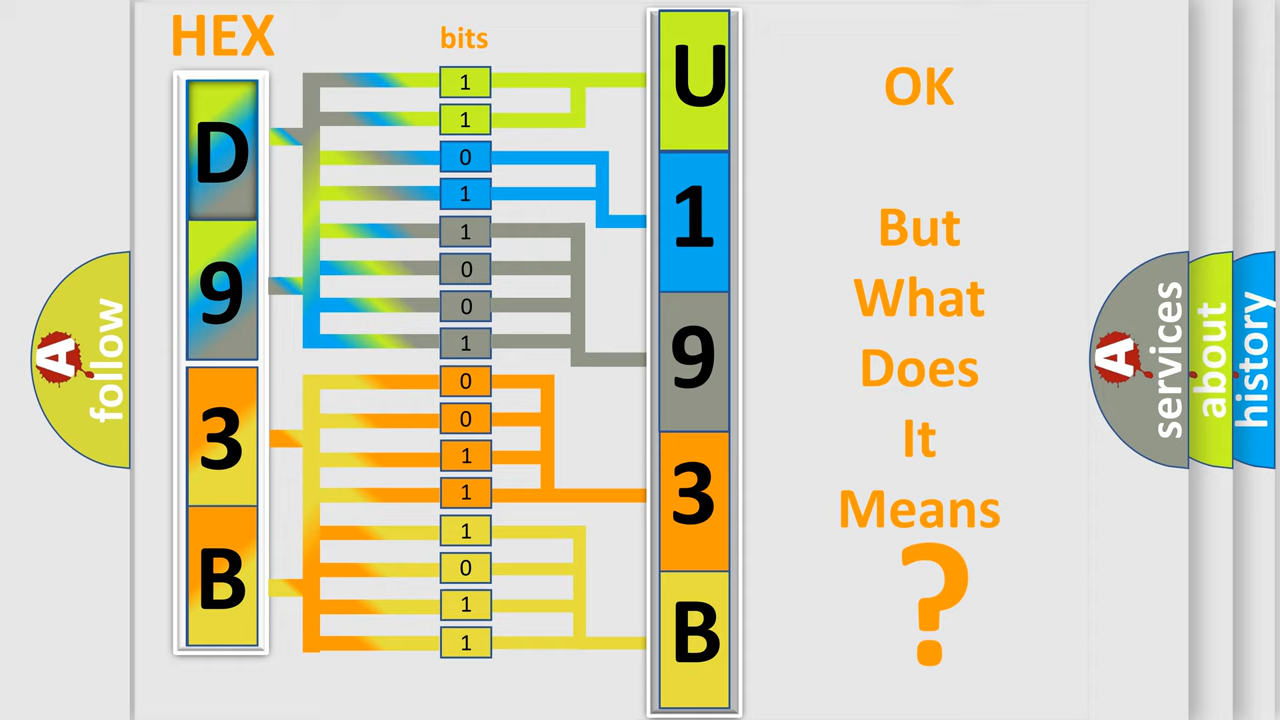 HEX
bits
D
9
3
B
1
1
0
1
1
0
0
1
0
0
1
1
1
0
1
1
U
1
9
3
B
OK
But
What
Does
It
Means
?
A
follow
A
services
about
history